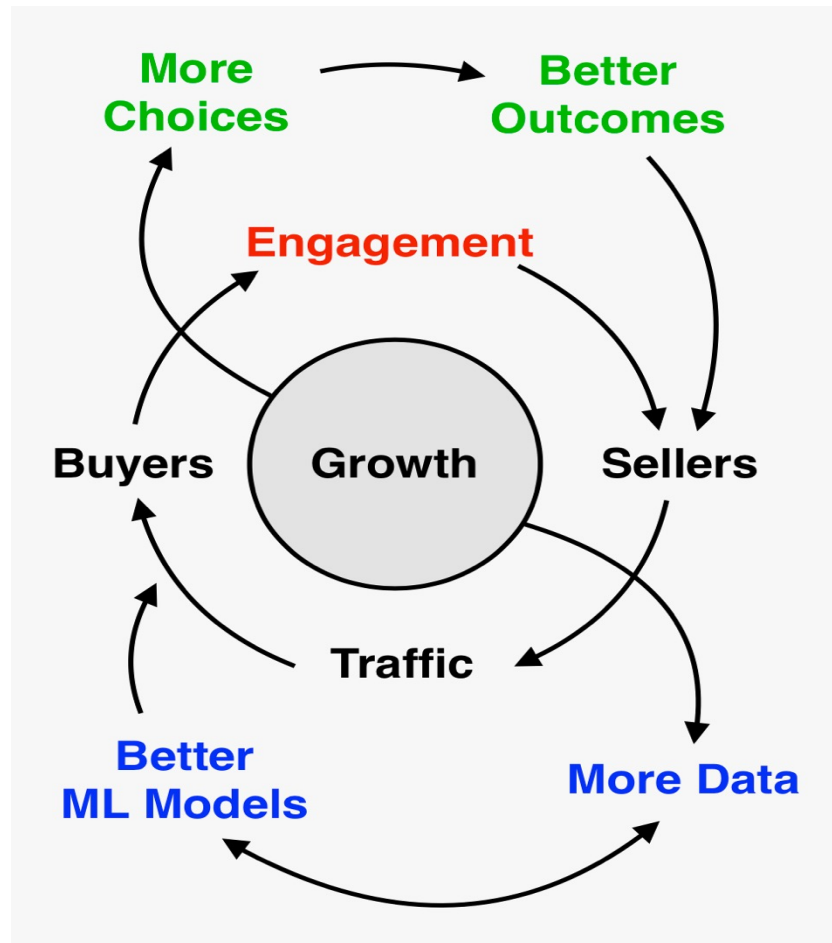 More
Choices
Better
Outcomes
Engagement
Buyers
Growth
Sellers
Traffic
Better
ML Models
More Data